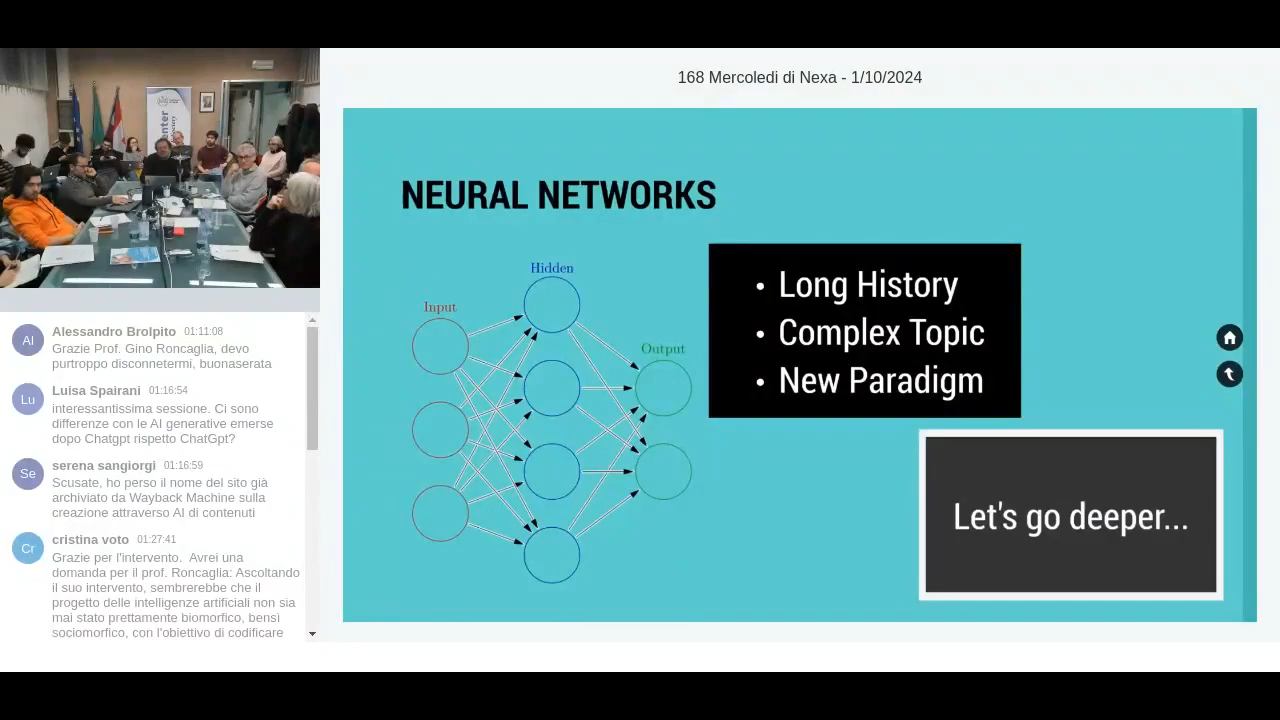 168 Mercoledi di Nexa - 1/10/2024
NEURAL NETWORKS
Input
Hidden
Output
• Long History
• Complex Topic
• New Paradigm
Let's go deeper...
Al
Alessandro Brolpito 01:11:08
Grazie Prof. Gino Roncaglia, devo
purtroppo disconnetermi, buonaserata
Lu
Luisa Spairani 01:16:54
interessantissima sessione. Ci sono
differenze con le AI generative emerse
dopo Chatgpt rispetto ChatGpt?
Se
serena sangiorgi 01:16:59
Scusate, ho perso il nome del sito già
archiviato da Wayback Machine sulla
creazione attraverso AI di contenuti
Cr
cristina voto 01:27:41
Grazie per l'intervento. Avrei una
domanda per il prof. Roncaglia: Ascoltando
il suo intervento, sembrerebbe che il
progetto delle intelligenze artificiali non sia
mai stato prettamente biomorfico, bensì
sociomorfico, con l'obiettivo di codificare